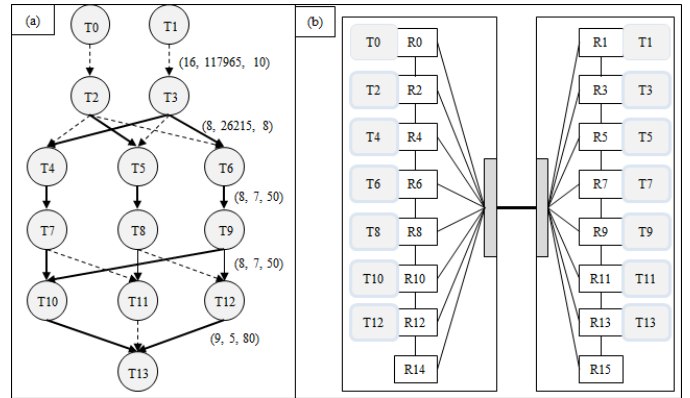 (a)
T0
T1
(16, 117965, 10)
T2
T3
(8, 26215, 8)
T4
T5
T6
(8, 7, 50)
T7
T8
T9
(8, 7, 50)
T10
T11
T12
(9, 5, 80)
T13
(b)
T0 R0
R1 T1
T2 R2
R3 T3
T4 R4
R5 T5
T6 R6
R7 T7
T8 R8
R9 T9
T10 R10
R11 T11
T12 R12
R13 T13
R14
R15